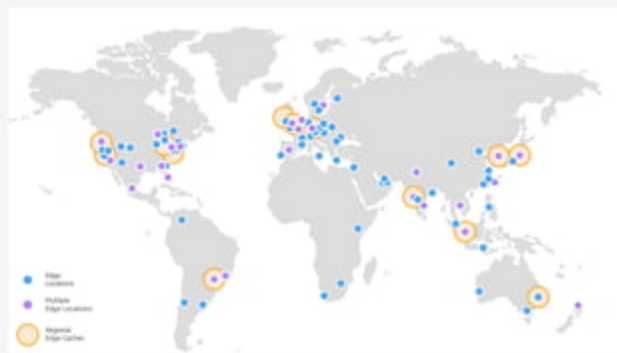 Edge
Locations
Multiple
Edge Locations
Regional
Edge Caches